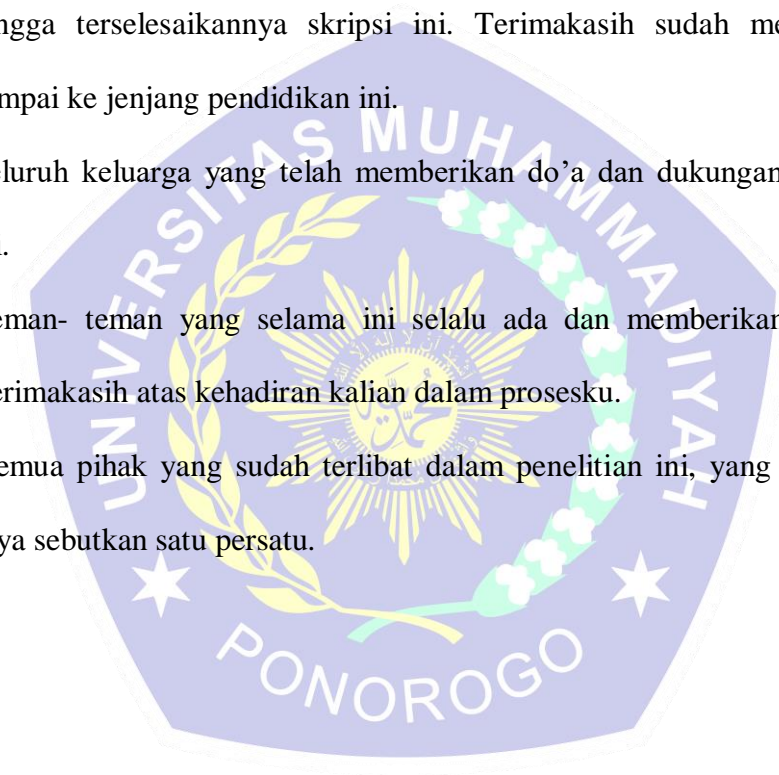 ngga terselesaikannya skripsi ini. Terimakasih sudah me
mpai ke jenjang pendidikan ini.
eluruh keluarga yang telah memberikan do’a dan dukungan
i.
eman- teman yang selama ini selalu ada dan memberikan
erimakasih atas kehadiran kalian dalam prosesku.
emua pihak yang sudah terlibat dalam penelitian ini, yang
ya sebutkan satu persatu.
UNIVERSITAS MUHAMMADIYAH
PONOROGO
محمد